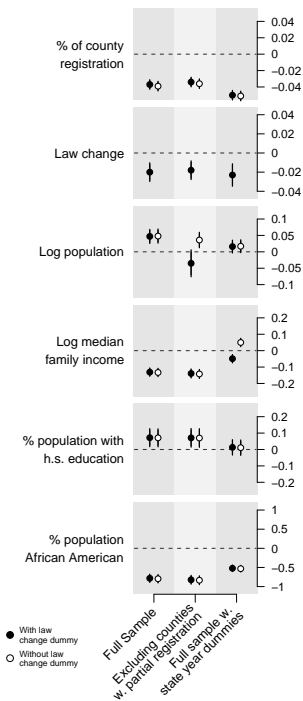 % of county
registration
0.04
0.02
0
−0.02
−0.04
Law change
0.04
0.02
0
−0.02
−0.04
Log population
0.1
0.05
0
−0.05
−0.1
Log median
family income
0.2
0.1
0
−0.1
−0.2
% population with
h.s. education
0.2
0.1
0
−0.1
−0.2
% population
African American
1
0.5
0
−0.5
−1
Full Sample
Excluding counties
w. partial registration
Full sample w.
state year dummies
With law
change dummy
Without law
change dummy